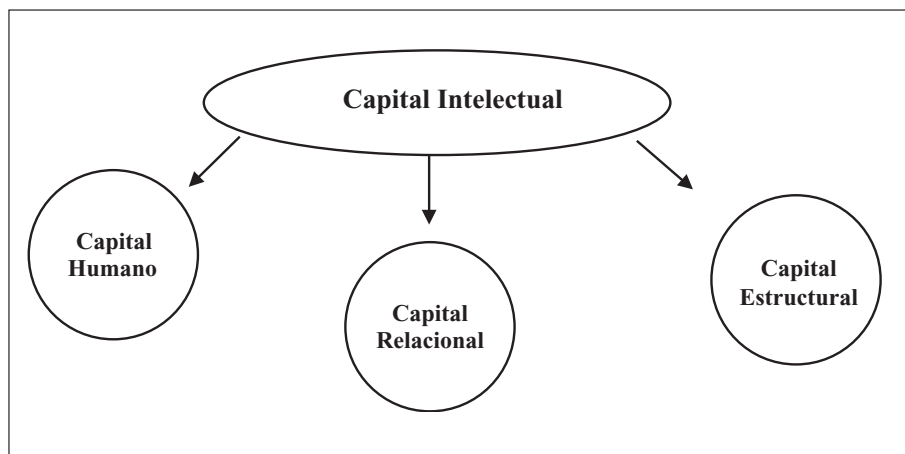 Capital Intelectual
Capital
Humano
Capital
Relacional
Capital
Estructural